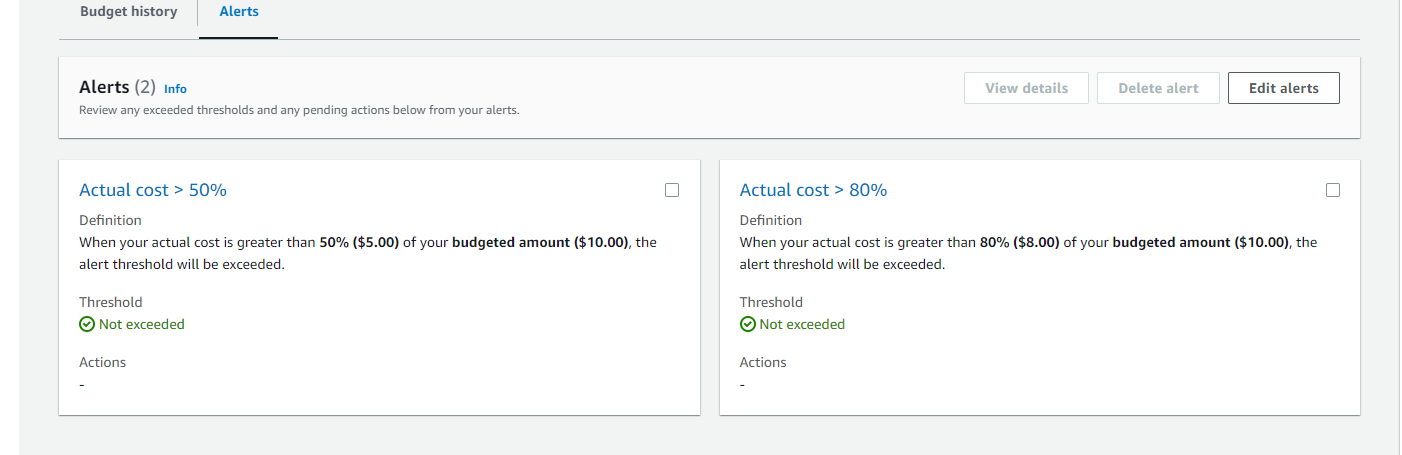 Budget history
Alerts
Alerts (2) Info
Review any exceeded thresholds and any pending actions below from your alerts.
View details
Delete alert
Edit alerts
Actual cost > 50%
Definition
When your actual cost is greater than 50% ($5.00) of your budgeted amount ($10.00), the
alert threshold will be exceeded.
Threshold
Not exceeded
Actions
-
Actual cost > 80%
Definition
When your actual cost is greater than 80% ($8.00) of your budgeted amount ($10.00), the
alert threshold will be exceeded.
Threshold
Not exceeded
Actions
-